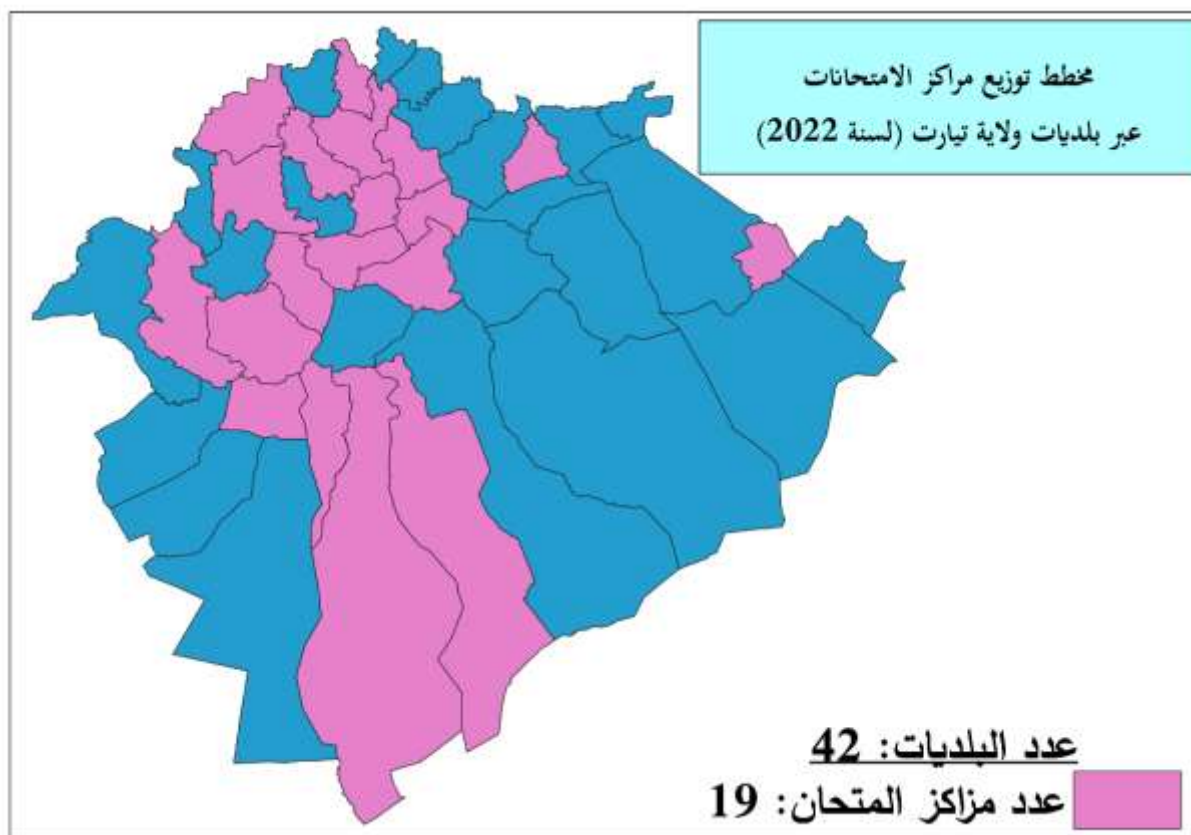 مخطط توزيع مراكز الامتحانات
عبر بلديات ولاية تيارت (لسنة 2022)
عدد البلديات: 42
عدد مزاكز المتحان: 19